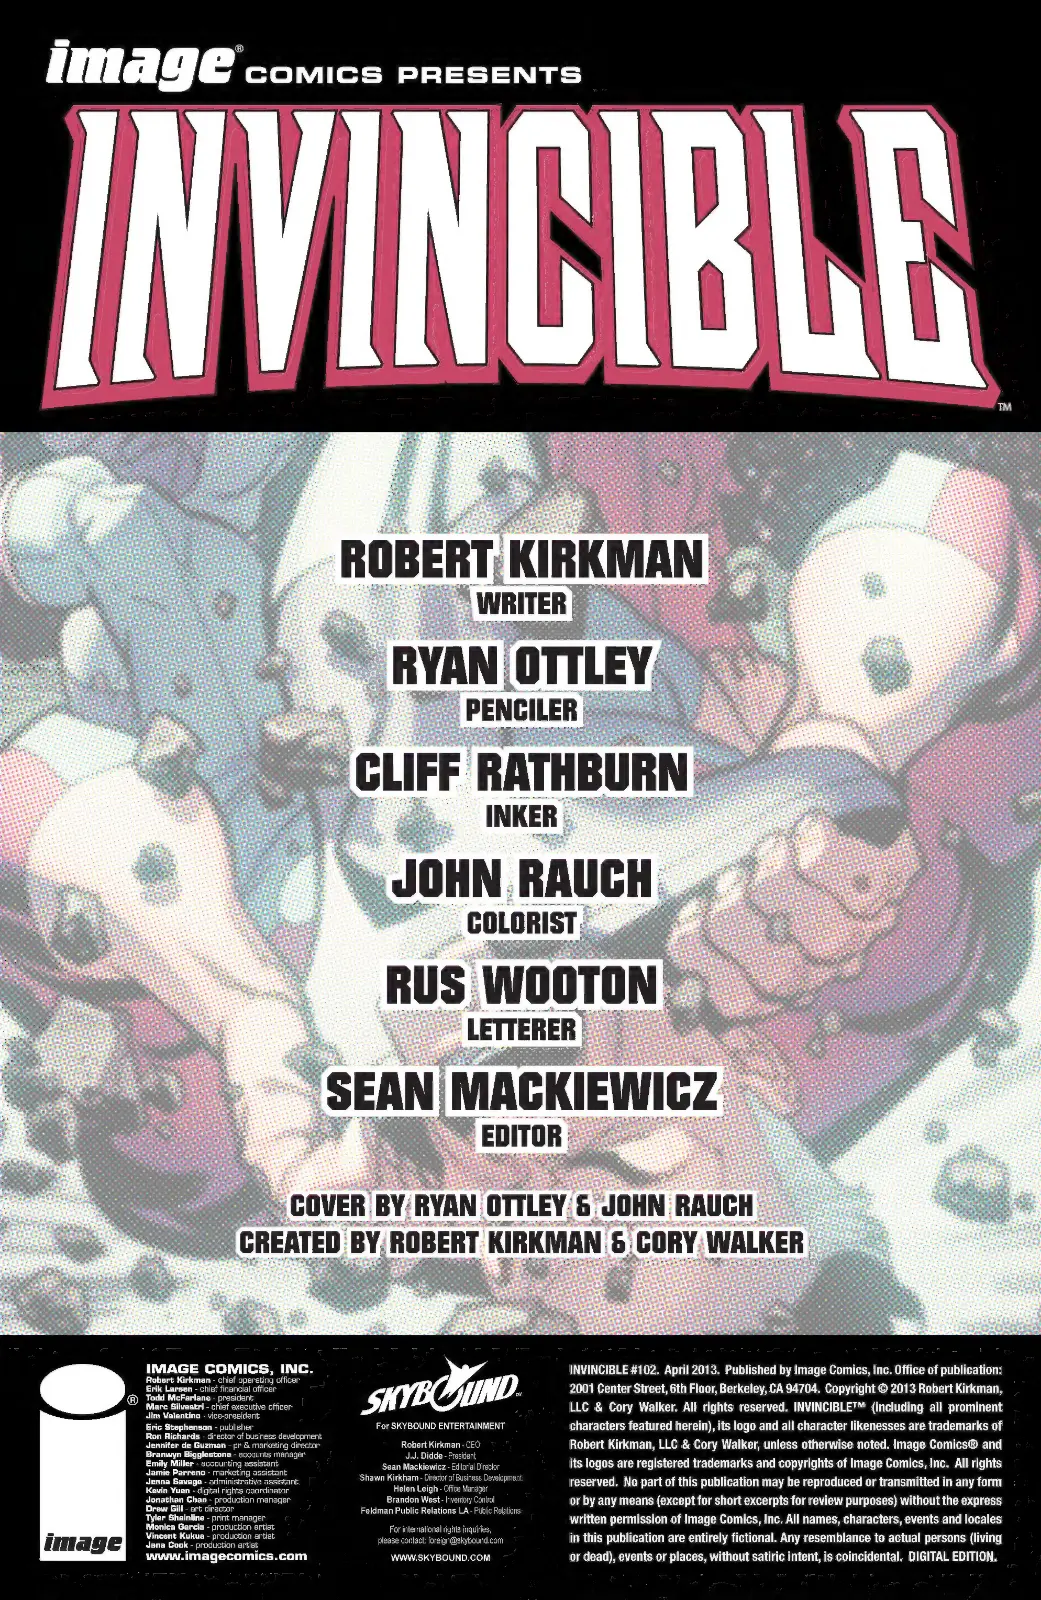 image® COMICS PRESENTS
INVINCIBLE™
ROBERT KIRKMAN
WRITER
RYAN OTTLEY
PENCILER
CLIFF RATHBURN
INKER
JOHN RAUCH
COLORIST
RUS WOOTON
LETTERER
SEAN MACKIEWICZ
EDITOR
COVER BY RYAN OTTLEY & JOHN RAUCH
CREATED BY ROBERT KIRKMAN & CORY WALKER
®
image
IMAGE COMICS, INC.
Robert Kirkman - chief operating officer
Erik Larsen - chief financial officer
Todd McFarlane - president
Marc Silvestri - chief executive officer
Jim Valentino - vice-president
Eric Stephenson - publisher
Ron Richards - director of business development
Jennifer de Guzman - pr & marketing director
Branwyn Bigglestone - accounts manager
Emily Miller - accounting assistant
Jamie Parreno - marketing assistant
Jenna Savage - administrative assistant
Kevin Yuen - digital rights coordinator
Jonathan Chan - production manager
Drew Gill - art director
Tyler Shainline - print manager
Monica Garcia - production artist
Vincent Kukua - production artist
Jana Cook - production artist
www.imagecomics.com
SKYBOUND™
For SKYBOUND ENTERTAINMENT
Robert Kirkman - CEO
J.J. Didde - President
Sean Mackiewicz - Editorial Director
Shawn Kirkham - Director of Business Development
Helen Leigh - Office Manager
Brandon West - Inventory Control
Feldman Public Relations LA - Public Relations
For international rights inquiries,
please contact: foreign@skybound.com
WWW.SKYBOUND.COM
INVINCIBLE #102. April 2013. Published by Image Comics, Inc. Office of publication:
2001 Center Street, 6th Floor, Berkeley, CA 94704. Copyright © 2013 Robert Kirkman,
LLC & Cory Walker. All rights reserved. INVINCIBLE™ (including all prominent
characters featured herein), its logo and all character likenesses are trademarks of
Robert Kirkman, LLC & Cory Walker, unless otherwise noted. Image Comics® and
its logos are registered trademarks and copyrights of Image Comics, Inc. All rights
reserved. No part of this publication may be reproduced or transmitted in any form
or by any means (except for short excerpts for review purposes) without the express
written permission of Image Comics, Inc. All names, characters, events and locales
in this publication are entirely fictional. Any resemblance to actual persons (living
or dead), events or places, without satiric intent, is coincidental. DIGITAL EDITION.